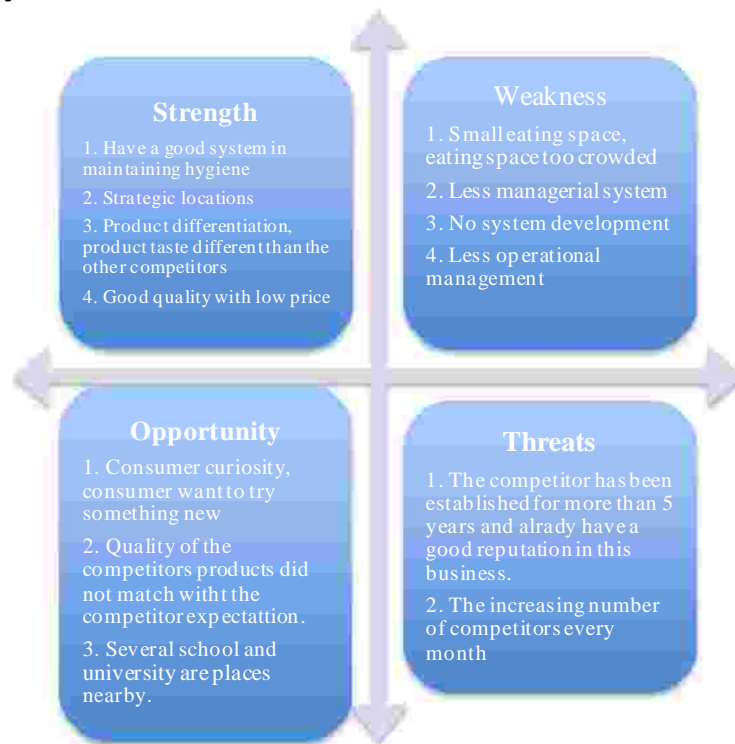 Strength
1. Have a good system in
maintaining hygiene
2. Strategic locations
3. Product differentiation,
product taste different than the
other competitors
4. Good quality with low price
Weakness
1. Small eating space,
eating space too crowded
2. Less managerial system
3. No system development
4. Less operational
management
Opportunity
1. Consumer curiosity,
consumer want to try
something new
2. Quality of the
competitors products did
not match witht the
competitor expectattion.
3. Several school and
university are places
nearby.
Threats
1. The competitor has been
established for more than 5
years and alrady have a
good reputation in this
business.
2. The increasing number
of competitors every
month